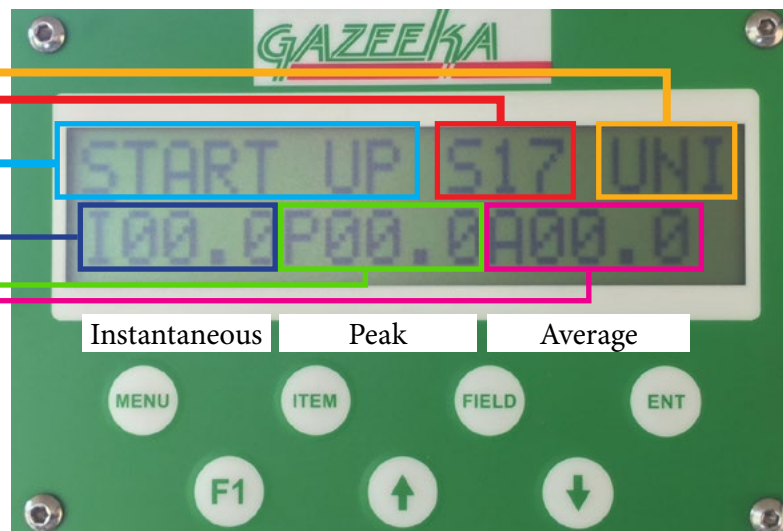 GAZEEKA
START UP S17 UNI
I00.0P00.0A00.0
Instantaneous Peak Average
MENU ITEM FIELD ENT
F1